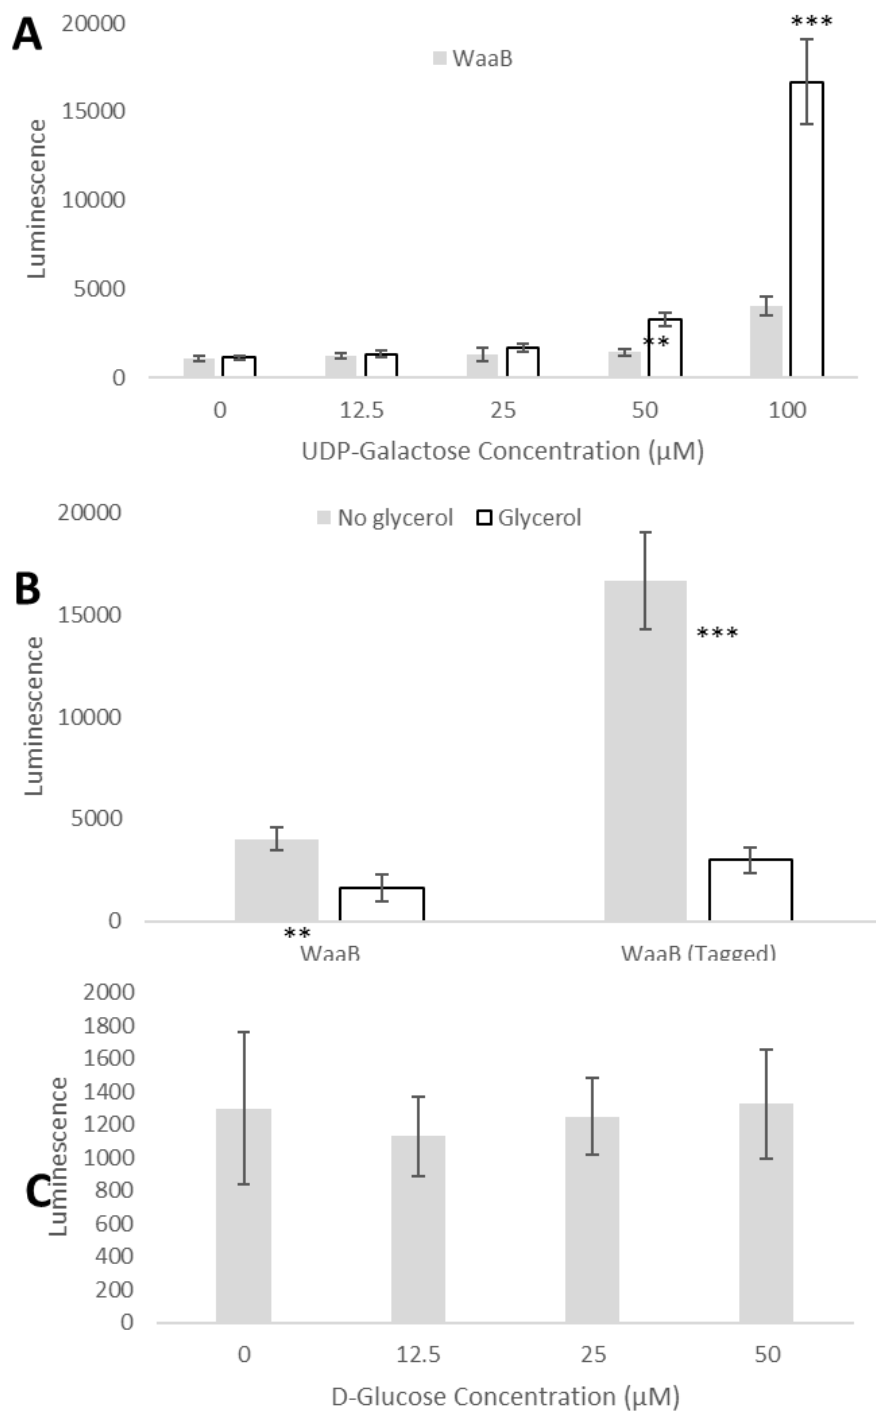 A
20000
***
WaaB
15000
Luminescence
10000
5000
**
0
0 12.5 25 50 100
UDP-Galactose Concentration (µM)
B
20000
No glycerol Glycerol
15000
***
Luminescence
10000
5000
0
**
WaaB WaaB (Tagged)
C
2000
1800
1600
1400
Luminescence
1200
1000
800
600
400
200
0
0 12.5 25 50
D-Glucose Concentration (µM)